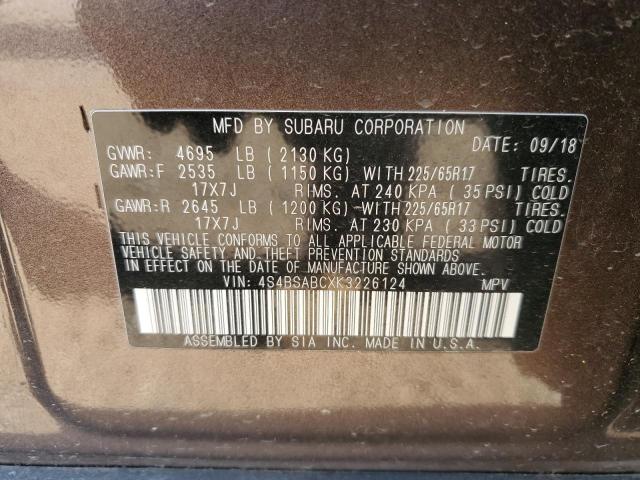 MFD BY SUBARU CORPORATION DATE: 09/18
GVWR: 4695 LB ( 2130 KG)
GAWR:F 2535 LB ( 1150 KG) WITH 225/65R17 TIRES.
17X7J RIMS. AT 240 KPA ( 35 PSI) COLD
GAWR:R 2645 LB ( 1200 KG) WITH 225/65R17 TIRES.
17X7J RIMS. AT 230 KPA ( 33 PSI) COLD
THIS VEHICLE CONFORMS TO ALL APPLICABLE FEDERAL MOTOR
VEHICLE SAFETY AND THEFT PREVENTION STANDARDS
IN EFFECT ON THE DATE OF MANUFACTURE SHOWN ABOVE.
VIN: 4S4BSABCXK3226124 MPV
ASSEMBLED BY SIA INC. MADE IN U.S.A.